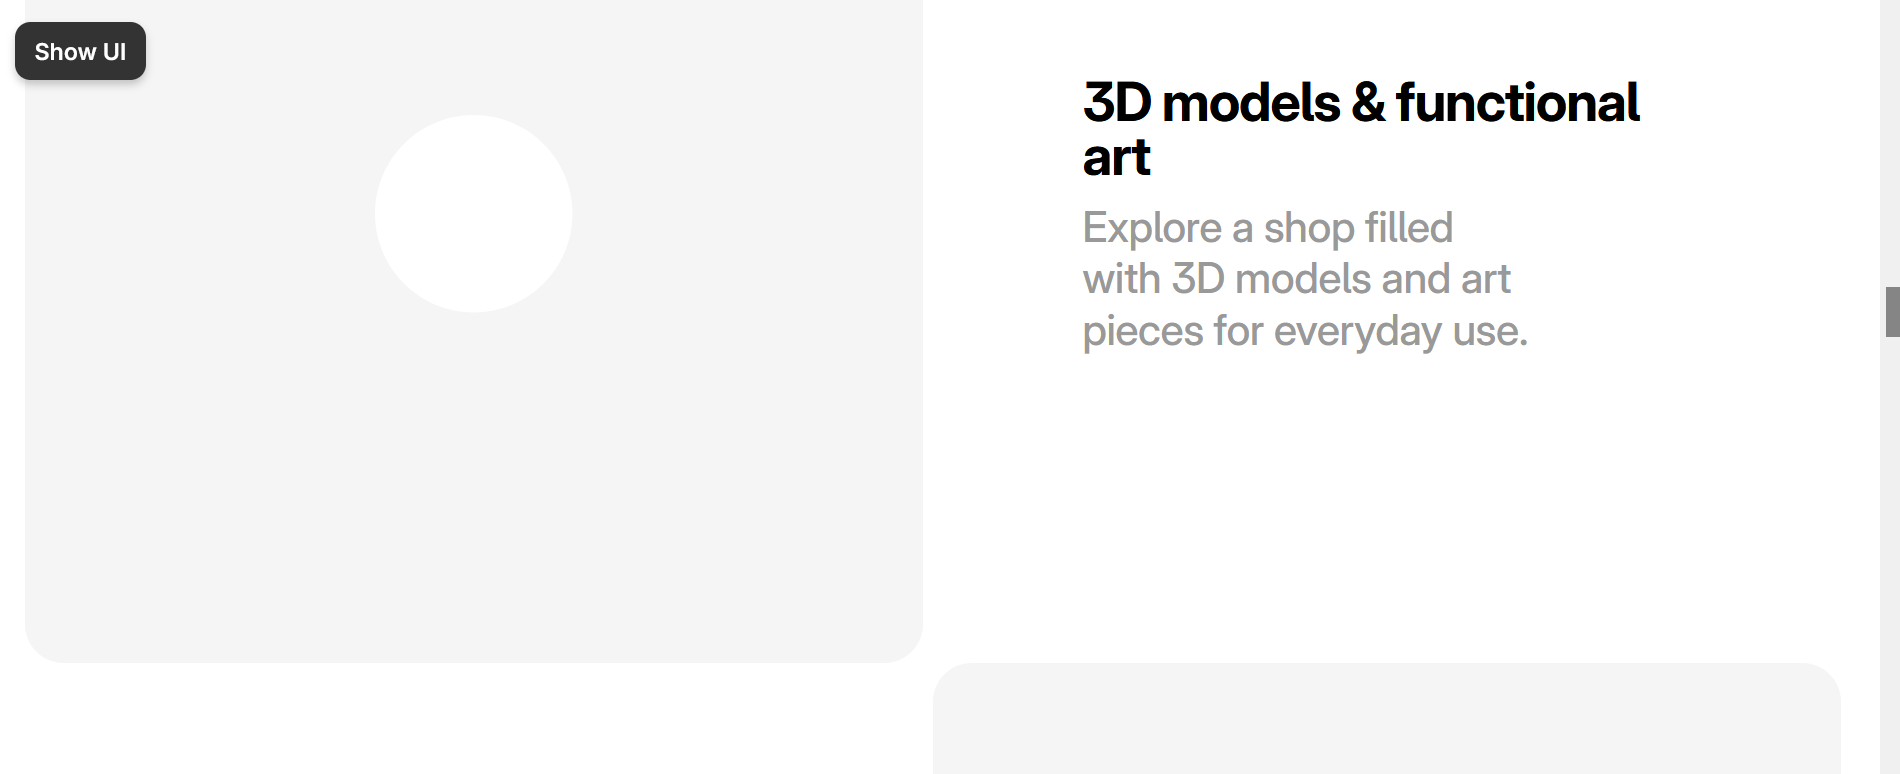 Show UI
3D models & functional
art
Explore a shop filled
with 3D models and art
pieces for everyday use.